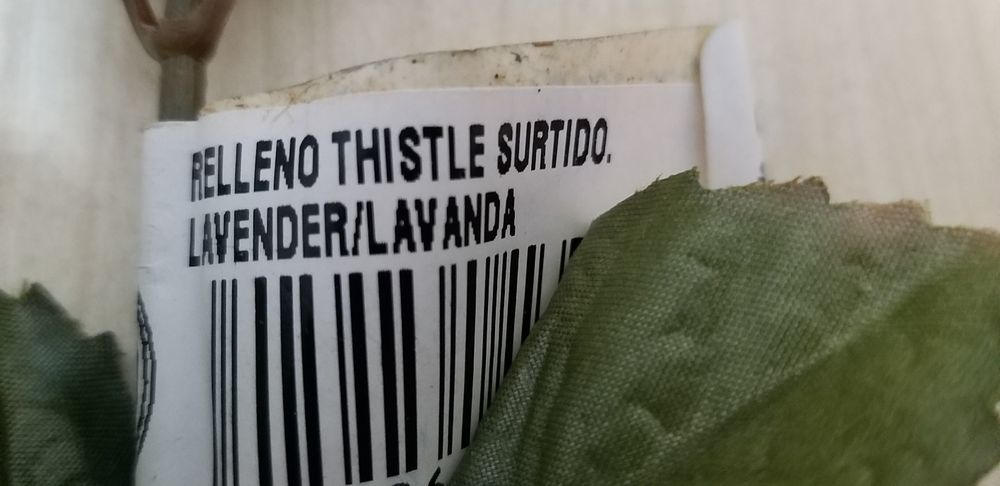 RELLENO THISTLE SURTIDO.
LAVENDER/LAVANDA